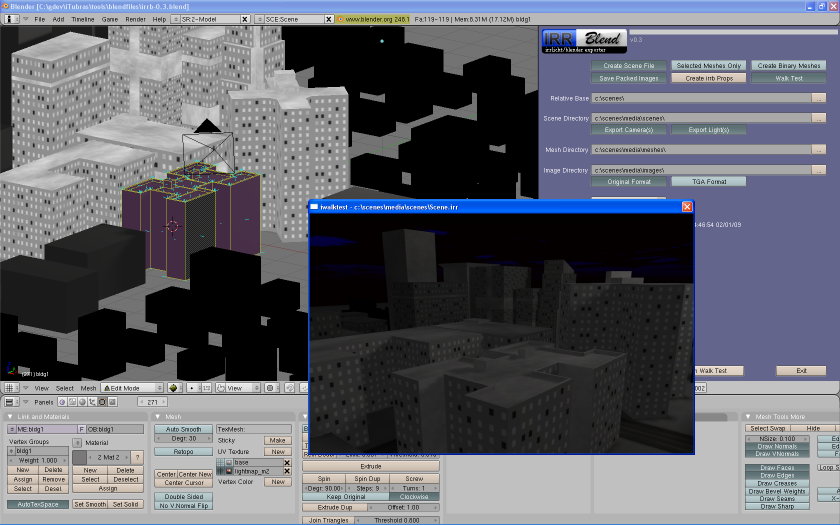 Blender [C:\gdev\iTubras\tools\blendfiles\irrb-0.3.blend]
File Add Timeline Game Render Help SR:2-Model SCE:Scene www.blender.org 248.1 Fa:119-119 | Mem:6.31M (17.12M) bldg1
IRR Blend v0.3
irrlicht/blender exporter
Create Scene File Selected Meshes Only Create Binary Meshes
Save Packed Images Create irrb Props Walk Test
Relative Base c:\scenes\ ...
Scene Directory c:\scenes\media\scenes\ ...
Export Camera(s) Export Light(s)
Mesh Directory c:\scenes\media\meshes\ ...
Image Directory c:\scenes\media\images\ ...
Original Format TGA Format
iwalktest - c:\scenes\media\scenes\Scene.irr
:46:54 02/01/09
bldg1
Walk Test Exit
View Select Mesh Edit Mode View
002
Panels 271
Link and Materials Mesh Mesh Tools More
ME:bldg1 F OB:bldg1 Auto Smooth TexMesh: Select Swap Hide
Vertex Groups Material Degr: 30 Sticky Make NSize: 0.100
bldg1 2 Mat 2 ? Retopo UV Texture New Draw Normals
Weight: 1.000 base Draw VNormals
New Delete New Delete Center Center New lightmap_m2 Extrude Draw Faces
Assign Remove Select Deselect Center Cursor Vertex Color New Spin Spin Dup Screw Draw Edges
Select Desel. Assign Degr: 90.00 Steps: 9 Turns: 1 Draw Creases
Double Sided Keep Original Clockwise Draw Bevel Weights
AutoTexSpace Set Smooth Set Solid No V.Normal Flip Extrude Dup Offset: 1.00 Draw Seams
Draw Sharp
Join Triangles Threshold 0.800